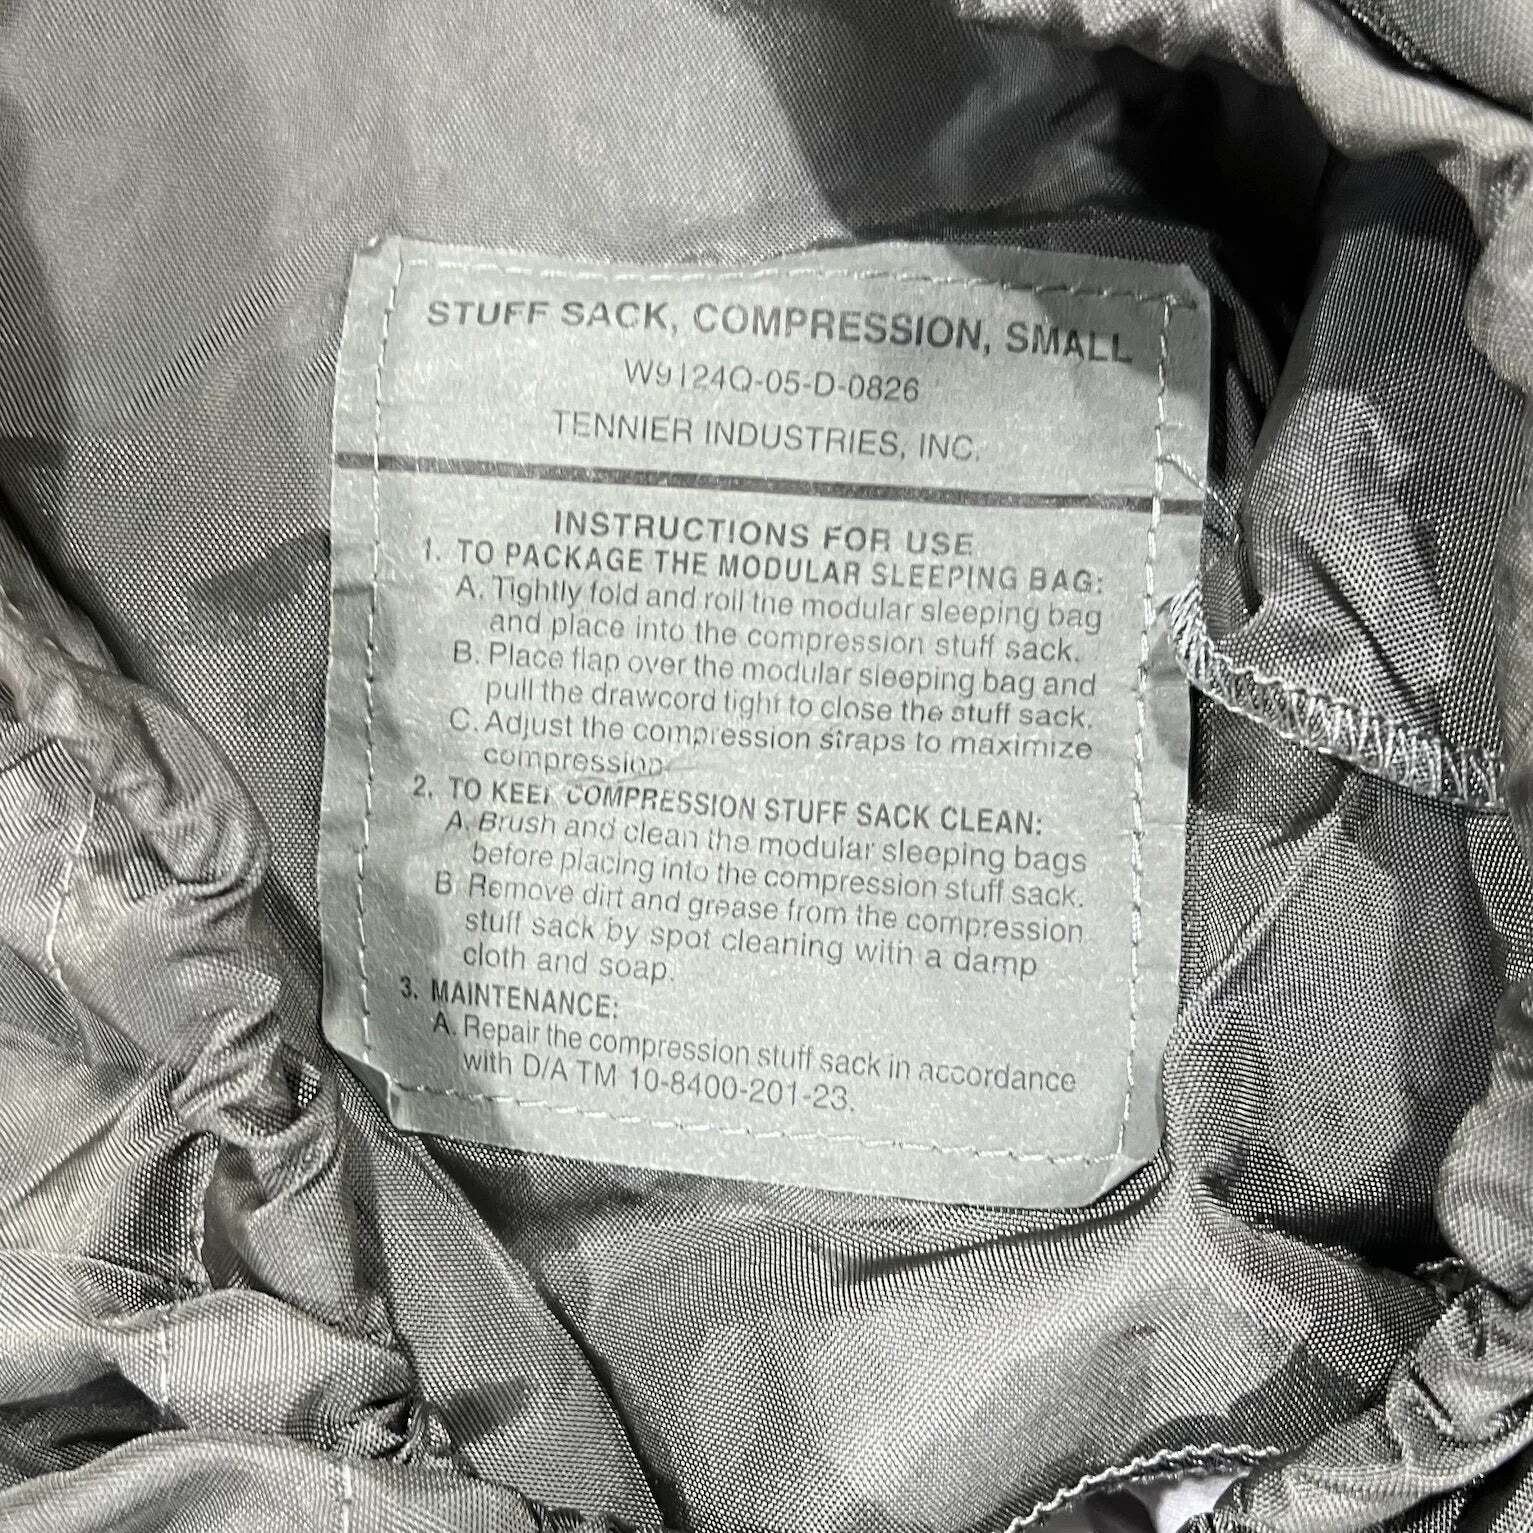 STUFF SACK, COMPRESSION, SMALL
W9124Q-05-D-0826
TENNIER INDUSTRIES, INC.
INSTRUCTIONS FOR USE
1. TO PACKAGE THE MODULAR SLEEPING BAG:
A. Tightly fold and roll the modular sleeping bag
and place into the compression stuff sack.
B. Place flap over the modular sleeping bag and
pull the drawcord tight to close the stuff sack.
C. Adjust the compression straps to maximize
compression.
2. TO KEEP COMPRESSION STUFF SACK CLEAN:
A. Brush and clean the modular sleeping bags
before placing into the compression stuff sack.
B. Remove dirt and grease from the compression
stuff sack by spot cleaning with a damp
cloth and soap.
3. MAINTENANCE:
A. Repair the compression stuff sack in accordance
with D/A TM 10-8400-201-23.